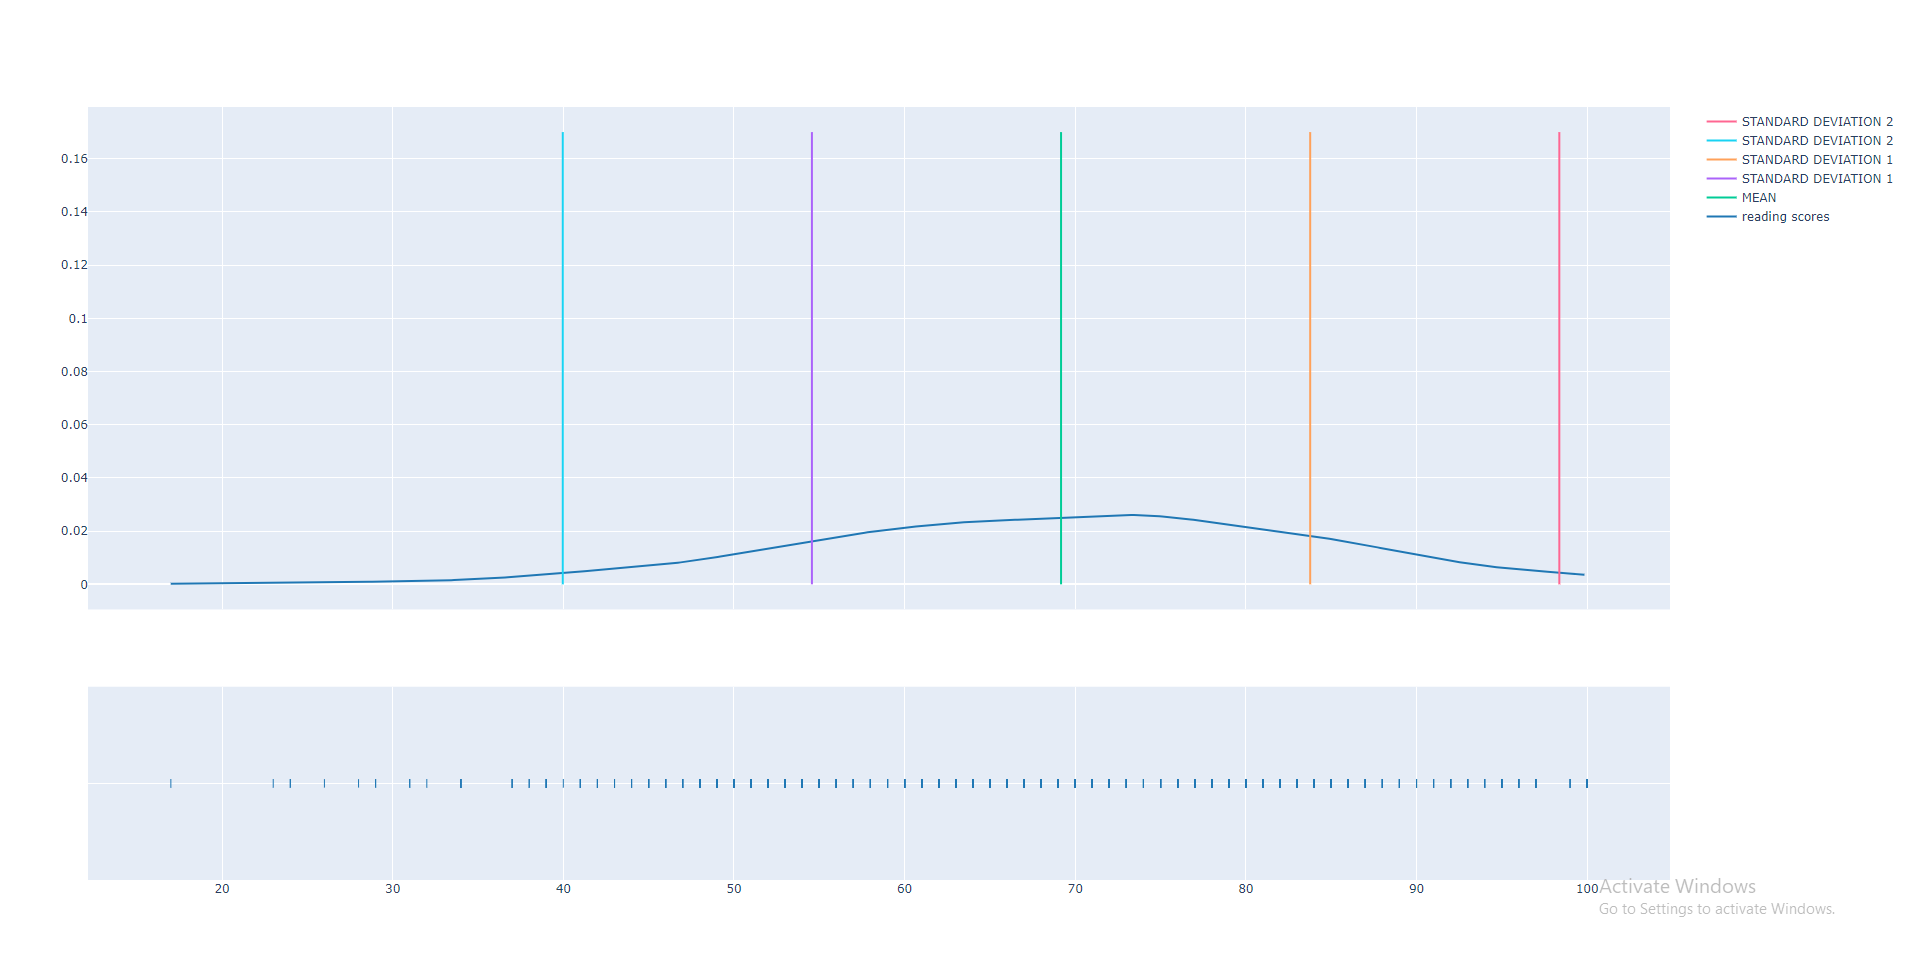 STANDARD DEVIATION 2
STANDARD DEVIATION 2
STANDARD DEVIATION 1
STANDARD DEVIATION 1
MEAN
reading scores
0.16
0.14
0.12
0.1
0.08
0.06
0.04
0.02
0
20 30 40 50 60 70 80 90 100
Activate Windows
Go to Settings to activate Windows.